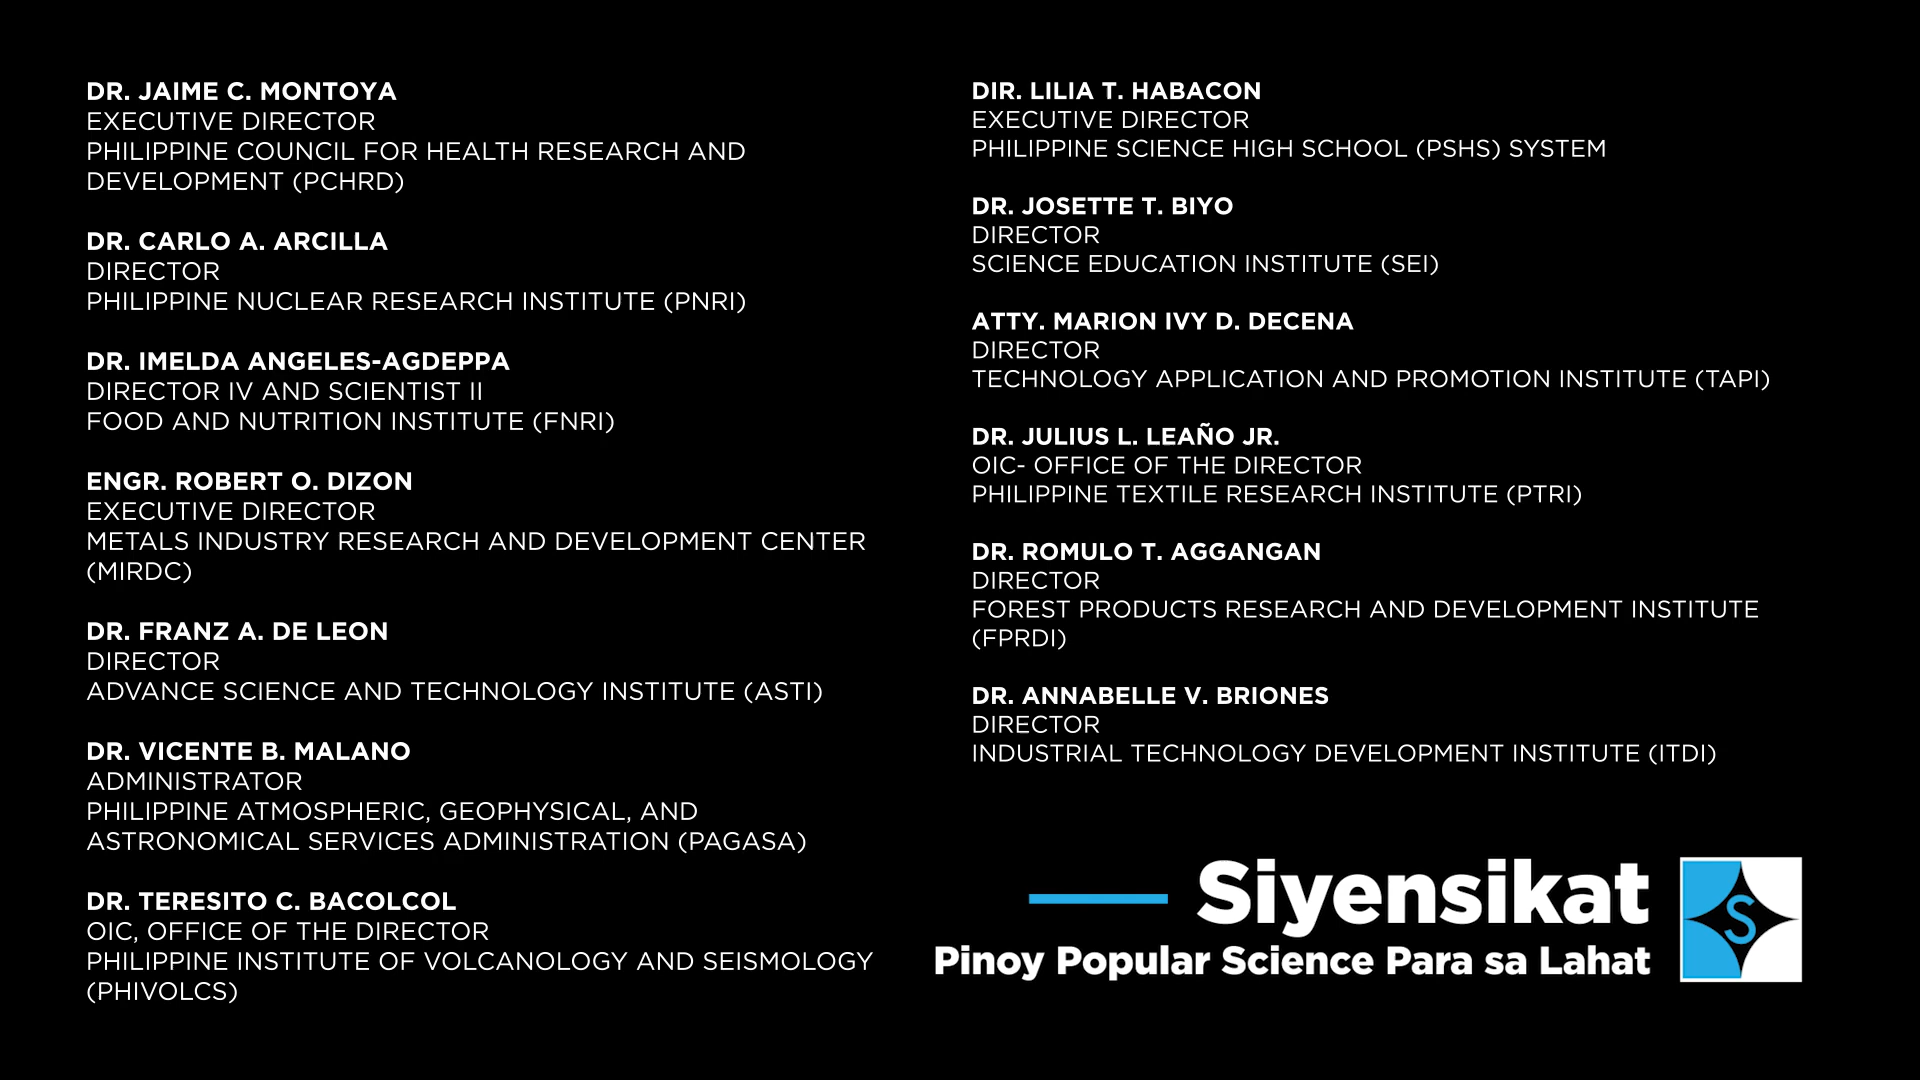 DR. JAIME C. MONTOYA
EXECUTIVE DIRECTOR
PHILIPPINE COUNCIL FOR HEALTH RESEARCH AND
DEVELOPMENT (PCHRD)
DR. CARLO A. ARCILLA
DIRECTOR
PHILIPPINE NUCLEAR RESEARCH INSTITUTE (PNRI)
DR. IMELDA ANGELES-AGDEPPA
DIRECTOR IV AND SCIENTIST II
FOOD AND NUTRITION INSTITUTE (FNRI)
ENGR. ROBERT O. DIZON
EXECUTIVE DIRECTOR
METALS INDUSTRY RESEARCH AND DEVELOPMENT CENTER
(MIRDC)
DR. FRANZ A. DE LEON
DIRECTOR
ADVANCE SCIENCE AND TECHNOLOGY INSTITUTE (ASTI)
DR. VICENTE B. MALANO
ADMINISTRATOR
PHILIPPINE ATMOSPHERIC, GEOPHYSICAL, AND
ASTRONOMICAL SERVICES ADMINISTRATION (PAGASA)
DR. TERESITO C. BACOLCOL
OIC, OFFICE OF THE DIRECTOR
PHILIPPINE INSTITUTE OF VOLCANOLOGY AND SEISMOLOGY
(PHIVOLCS)
DIR. LILIA T. HABACON
EXECUTIVE DIRECTOR
PHILIPPINE SCIENCE HIGH SCHOOL (PSHS) SYSTEM
DR. JOSETTE T. BIYO
DIRECTOR
SCIENCE EDUCATION INSTITUTE (SEI)
ATTY. MARION IVY D. DECENA
DIRECTOR
TECHNOLOGY APPLICATION AND PROMOTION INSTITUTE (TAPI)
DR. JULIUS L. LEAÑO JR.
OIC- OFFICE OF THE DIRECTOR
PHILIPPINE TEXTILE RESEARCH INSTITUTE (PTRI)
DR. ROMULO T. AGGANGAN
DIRECTOR
FOREST PRODUCTS RESEARCH AND DEVELOPMENT INSTITUTE
(FPRDI)
DR. ANNABELLE V. BRIONES
DIRECTOR
INDUSTRIAL TECHNOLOGY DEVELOPMENT INSTITUTE (ITDI)
Siyensikat
Pinoy Popular Science Para sa Lahat
S